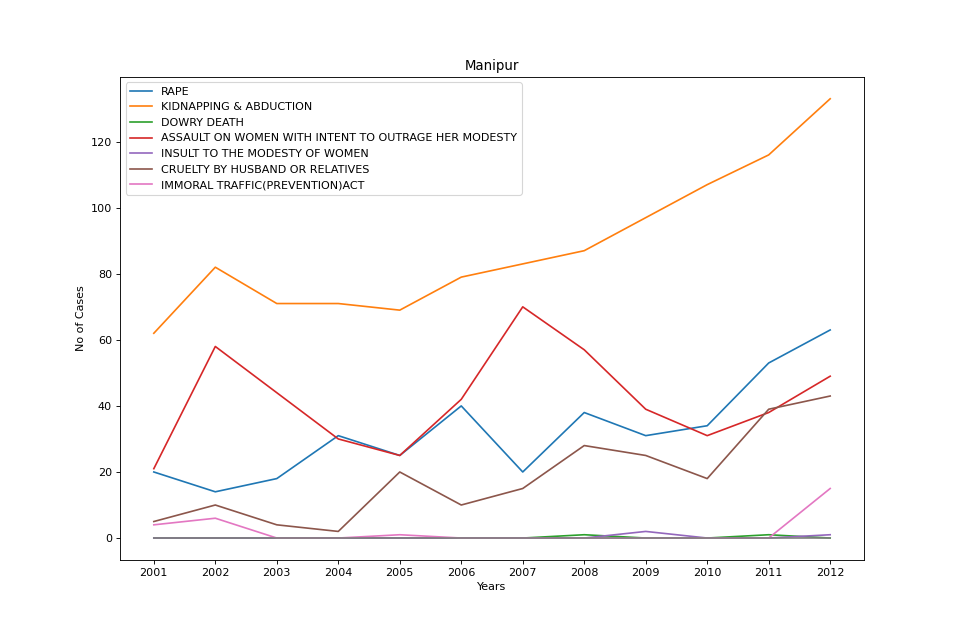 Manipur
RAPE
KIDNAPPING & ABDUCTION
DOWRY DEATH
ASSAULT ON WOMEN WITH INTENT TO OUTRAGE HER MODESTY
INSULT TO THE MODESTY OF WOMEN
CRUELTY BY HUSBAND OR RELATIVES
IMMORAL TRAFFIC(PREVENTION)ACT
No of Cases
120
100
80
60
40
20
0
2001 2002 2003 2004 2005 2006 2007 2008 2009 2010 2011 2012
Years